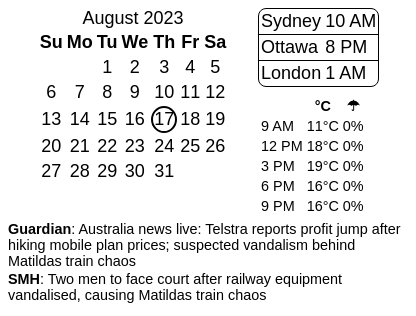 August 2023
Su Mo Tu We Th Fr Sa
1 2 3 4 5
6 7 8 9 10 11 12
13 14 15 16 17 18 19
20 21 22 23 24 25 26
27 28 29 30 31
Sydney 10 AM
Ottawa 8 PM
London 1 AM
°C ☂
9 AM 11°C 0%
12 PM 18°C 0%
3 PM 19°C 0%
6 PM 16°C 0%
9 PM 16°C 0%
Guardian: Australia news live: Telstra reports profit jump after
hiking mobile plan prices; suspected vandalism behind
Matildas train chaos
SMH: Two men to face court after railway equipment
vandalised, causing Matildas train chaos